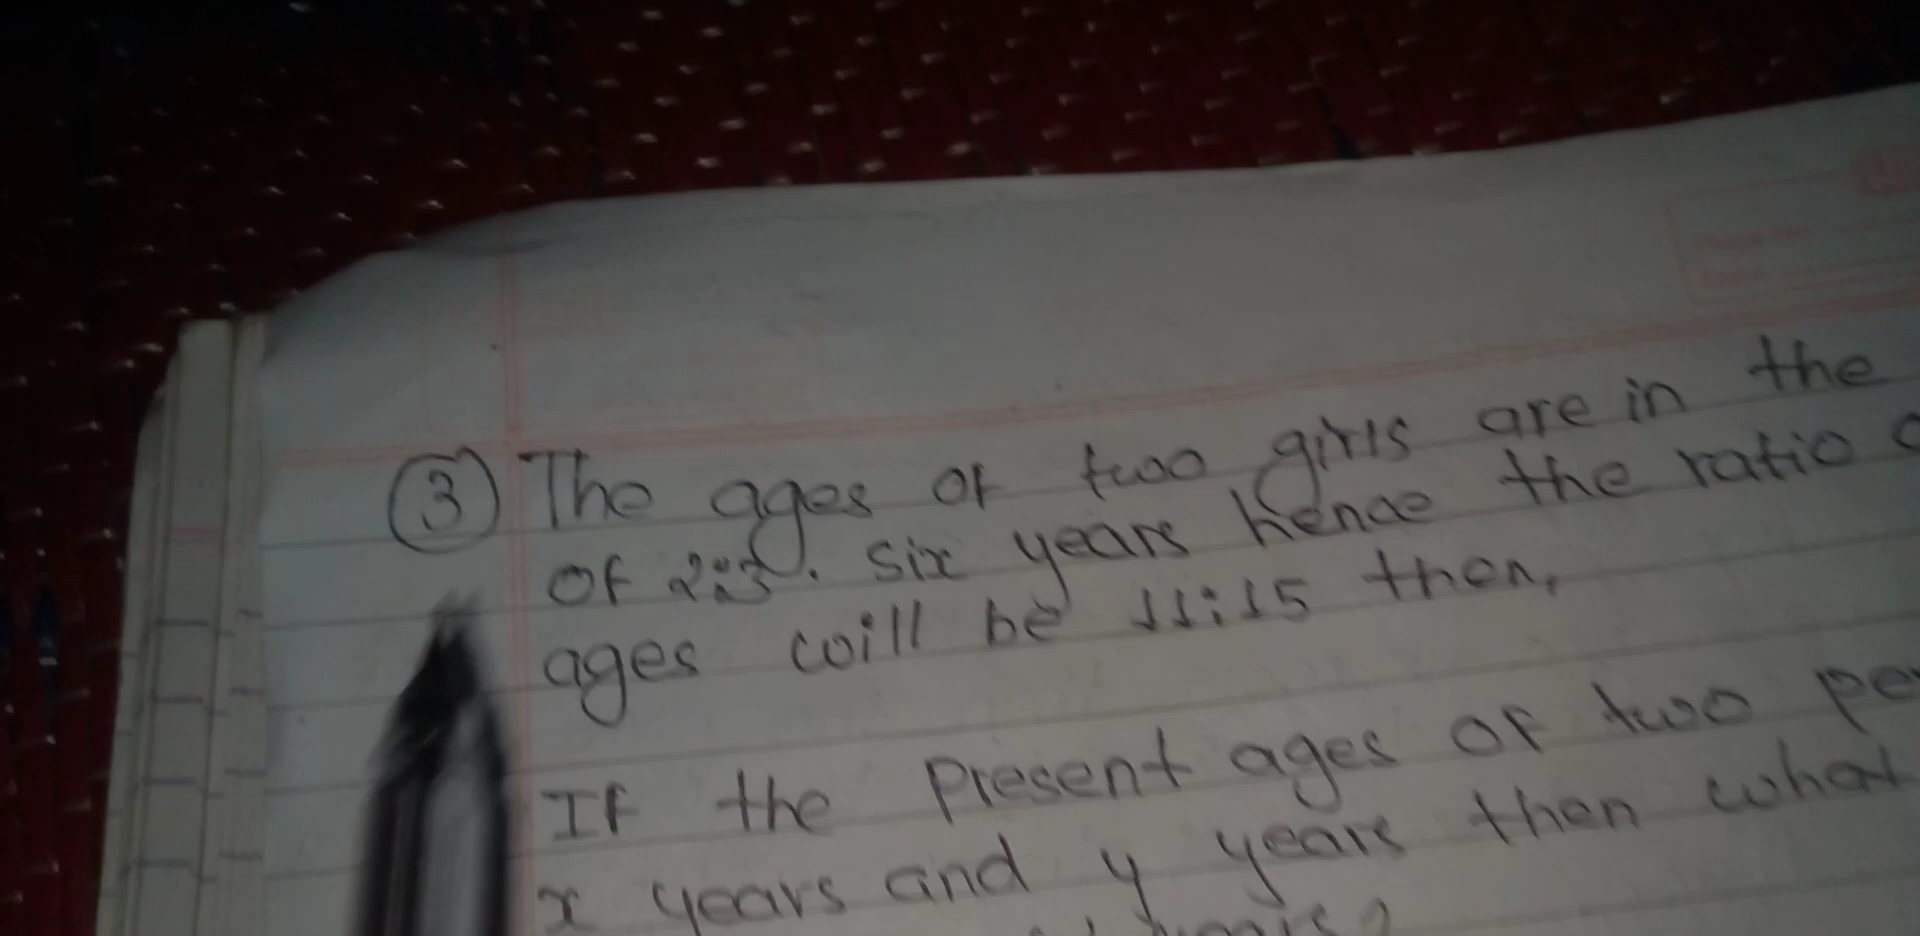 ③ The ages of two girls are in the
of 2:3. Six years hence the ratio
ages will be 11:15 then,
If the present ages of two
x years and y years then what